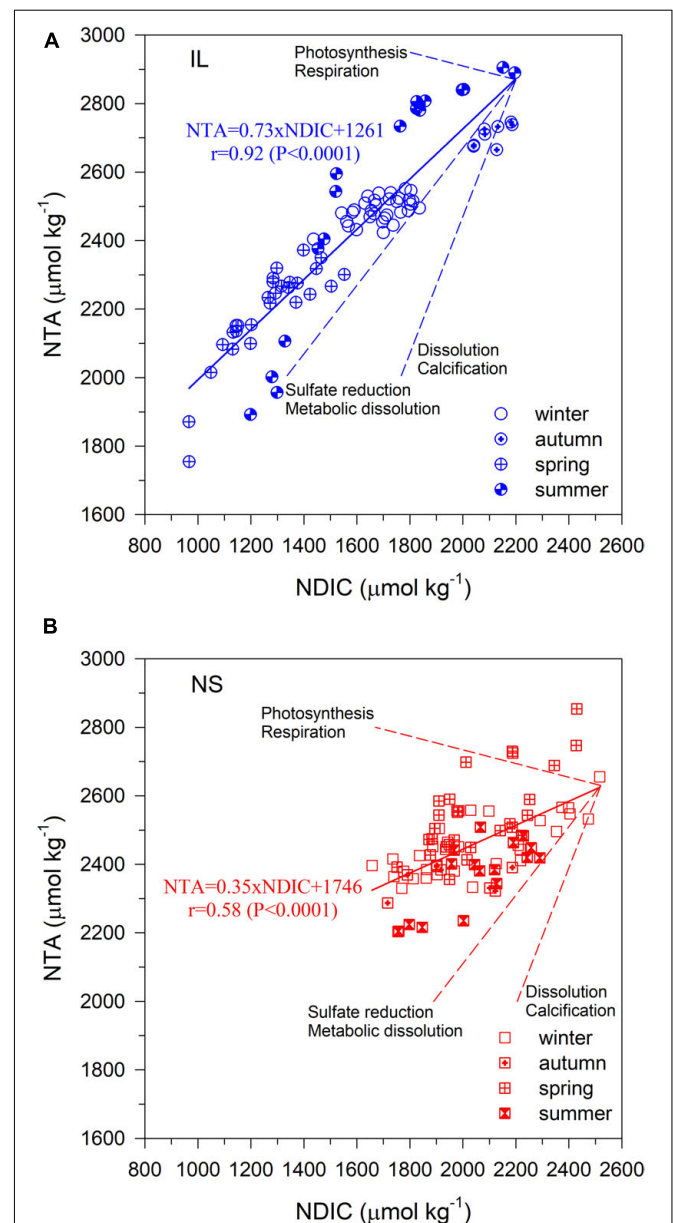 A
IL
Photosynthesis
Respiration
NTA=0.73xNDIC+1261
r=0.92 (P<0.0001)
Dissolution
Calcification
Sulfate reduction
Metabolic dissolution
winter
autumn
spring
summer
3000
2800
2600
2400
2200
2000
1800
1600
NTA (μmol kg⁻¹)
800 1000 1200 1400 1600 1800 2000 2200 2400 2600
NDIC (μmol kg⁻¹)
B
NS
Photosynthesis
Respiration
NTA=0.35xNDIC+1746
r=0.58 (P<0.0001)
Dissolution
Calcification
Sulfate reduction
Metabolic dissolution
winter
autumn
spring
summer
3000
2800
2600
2400
2200
2000
1800
1600
NTA (μmol kg⁻¹)
800 1000 1200 1400 1600 1800 2000 2200 2400 2600
NDIC (μmol kg⁻¹)